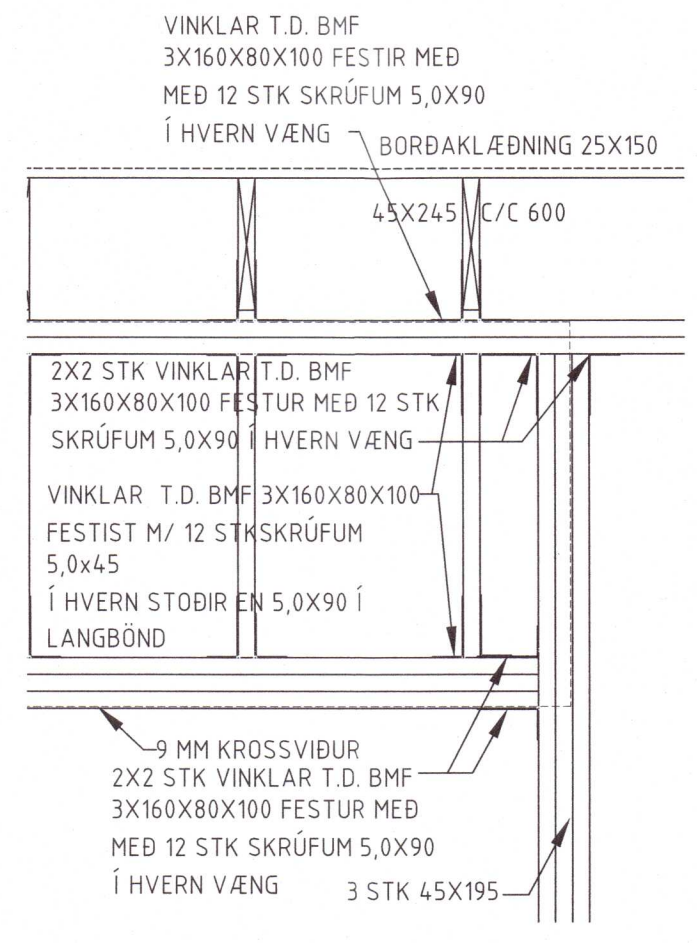 VINKLAR T.D. BMF
3X160X80X100 FESTIR MEÐ
MEÐ 12 STK SKRÚFUM 5,0X90
Í HVERN VÆNG
BORÐAKLÆÐNING 25X150
45X245 C/C 600
2X2 STK VINKLAR T.D. BMF
3X160X80X100 FESTUR MEÐ 12 STK
SKRÚFUM 5,0X90 Í HVERN VÆNG
VINKLAR T.D. BMF 3X160X80X100
FESTIST M/ 12 STKSKRÚFUM
5,0x45
Í HVERN STOÐIR EN 5,0X90 Í
LANGBÖND
9 MM KROSSVIÐUR
2X2 STK VINKLAR T.D. BMF
3X160X80X100 FESTUR MEÐ
MEÐ 12 STK SKRÚFUM 5,0X90
Í HVERN VÆNG
3 STK 45X195